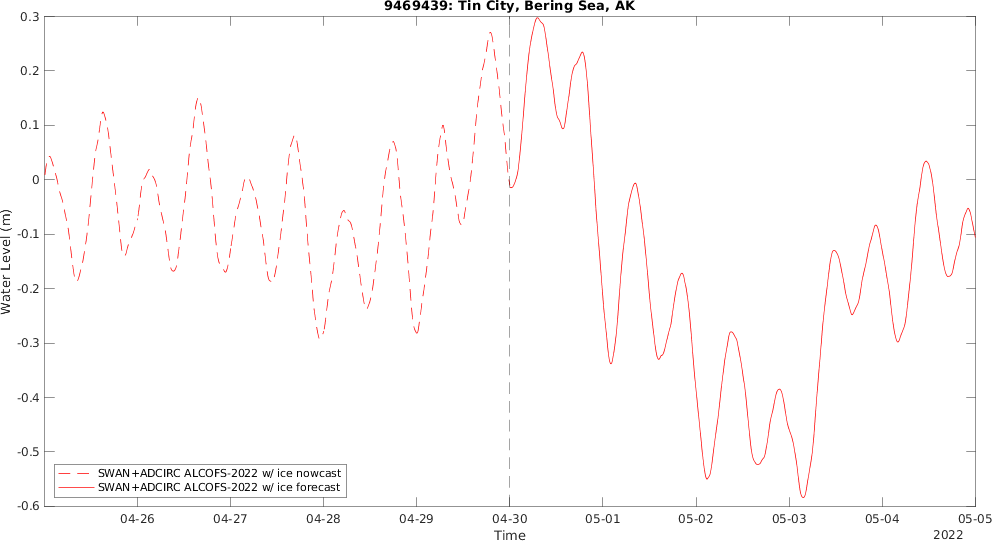 9469439: Tin City, Bering Sea, AK
Water Level (m)
0.3
0.2
0.1
0
-0.1
-0.2
-0.3
-0.4
-0.5
-0.6
SWAN+ADCIRC ALCOFS-2022 w/ ice nowcast
SWAN+ADCIRC ALCOFS-2022 w/ ice forecast
04-26 04-27 04-28 04-29 04-30 05-01 05-02 05-03 05-04 05-05
Time
2022